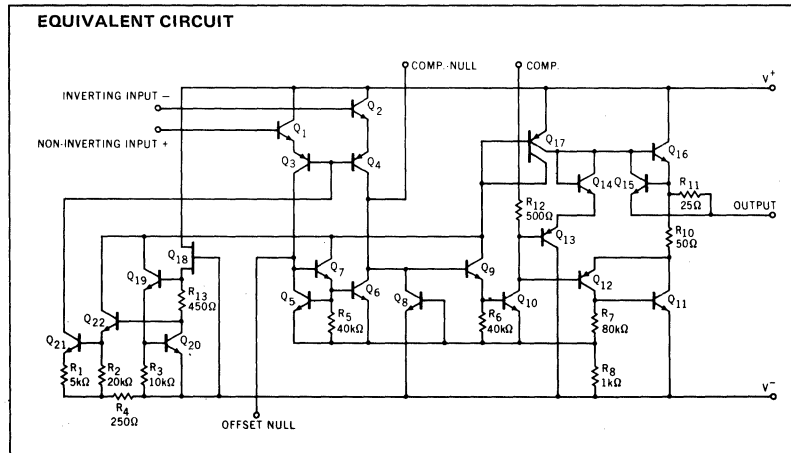 EQUIVALENT CIRCUIT
COMP. NULL
COMP.
V+
INVERTING INPUT −
Q2
NON-INVERTING INPUT +
Q1
Q17
Q16
Q3
Q4
Q14
Q15
R11
25Ω
OUTPUT
R12
500Ω
R10
50Ω
Q13
Q18
Q19
Q7
Q9
Q12
R13
450Ω
Q5
Q6
Q8
Q10
Q11
Q22
R5
40kΩ
R6
40kΩ
R7
80kΩ
Q21
Q20
R1
5kΩ
R2
20kΩ
R3
10kΩ
R8
1kΩ
V−
R4
250Ω
OFFSET NULL